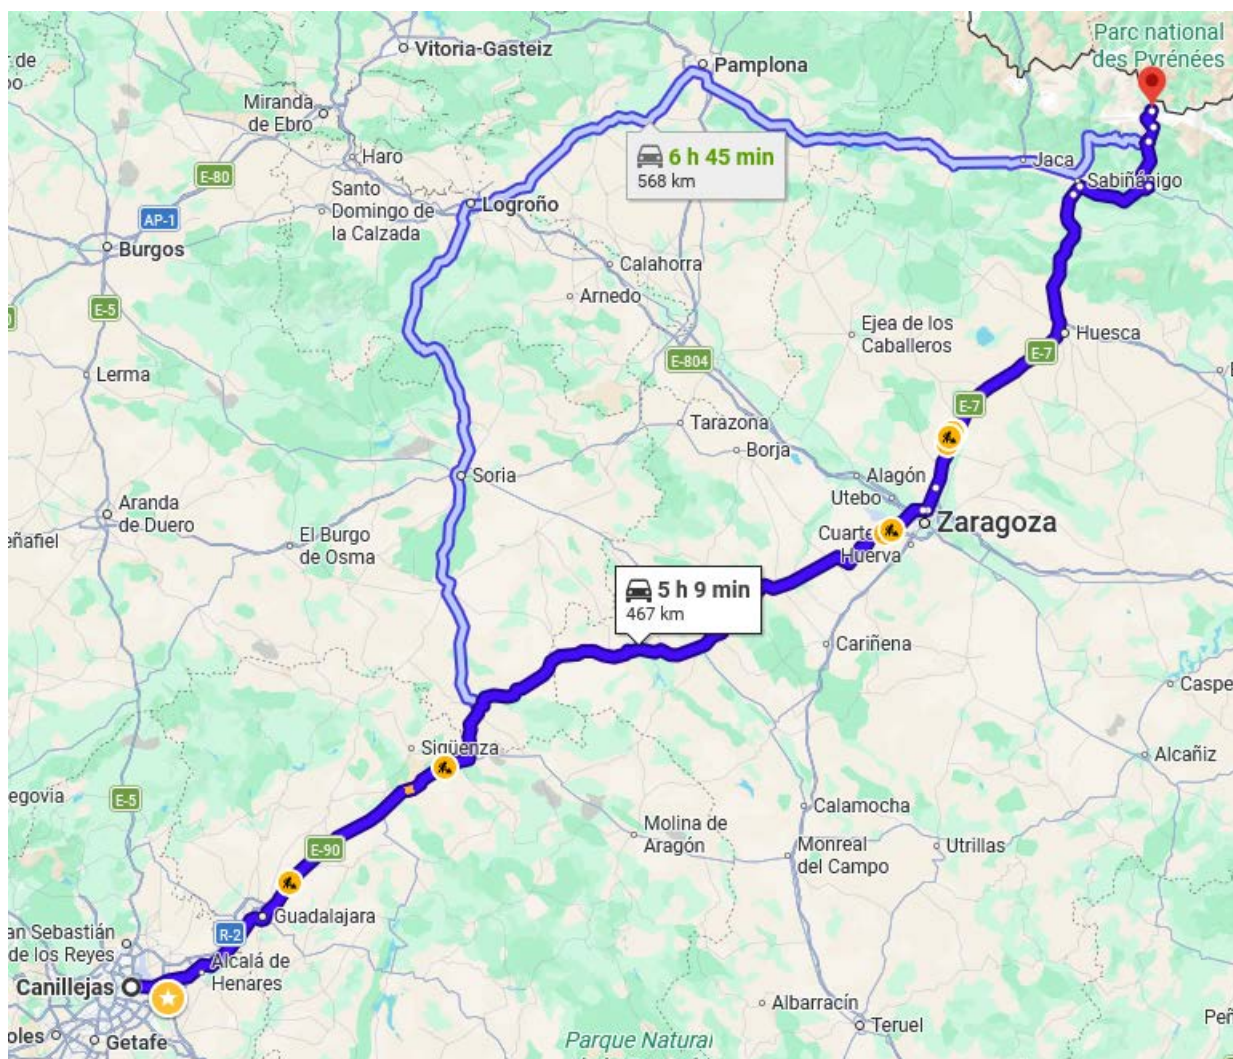 Parc national
des Pyrénées
r de
Vitoria-Gasteiz
Pamplona
Miranda
de Ebro
6 h 45 min
568 km
Haro
Jaca
E-80
Santo
Domingo de
la Calzada
Sabiñánigo
Logroño
AP-1
Burgos
Calahorra
E-5
Arnedo
Ejea de los
Caballeros
Huesca
E-7
E-804
Lerma
E-7
Tarazona
Borja
Soria
Alagón
Utebo
Aranda
de Duero
Zaragoza
eñafiel
El Burgo
de Osma
Cuarte
Huerva
5 h 9 min
467 km
Cariñena
Caspe
Sigüenza
Alcañiz
egovia
E-5
Calamocha
Molina de
Aragón
E-90
Monreal
del Campo
Utrillas
Guadalajara
an Sebastián
de los Reyes
R-2
Alcalá de
Henares
Canillejas
Albarracín
Teruel
Peñ
oles
Getafe
Parque Natural